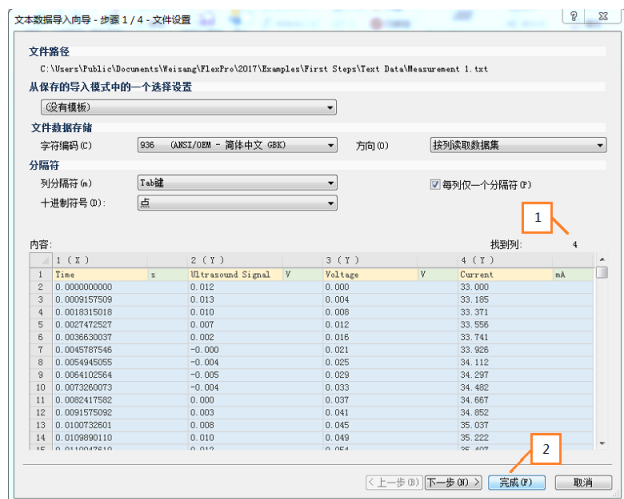 文本数据导入向导 - 步骤 1 / 4 - 文件设置
文件路径
C:\Users\Public\Documents\Weisang\FlexPro\2017\Examples\First Steps\Text Data\Measurement 1.txt
从保存的导入模式中的一个选择设置
(没有模板)
文件数据存储
字符编码(C) 936 (ANSI/OEM - 简体中文 GBK) 方向(O) 按列读取数据集
分隔符
列分隔符(m) Tab键 每列仅一个分隔符(P)
十进制符号(D): 点
1
内容: 找到列: 4
1 (X) 2 (Y) 3 (Y) 4 (Y)
1 Time s Ultrasound Signal V Voltage V Current mA
2 0.0000000000 0.012 0.000 33.000
3 0.0009157509 0.013 0.004 33.185
4 0.0018315018 0.010 0.008 33.371
5 0.0027472527 0.007 0.012 33.556
6 0.0036630037 0.002 0.016 33.741
7 0.0045787546 -0.000 0.021 33.926
8 0.0054945055 -0.004 0.025 34.112
9 0.0064102564 -0.005 0.029 34.297
10 0.0073260073 -0.004 0.033 34.482
11 0.0082417582 0.000 0.037 34.667
12 0.0091575092 0.003 0.041 34.852
13 0.0100732601 0.008 0.045 35.037
14 0.0109890110 0.010 0.049 35.222
2
< 上一步(B) 下一步(N) > 完成(F) 取消